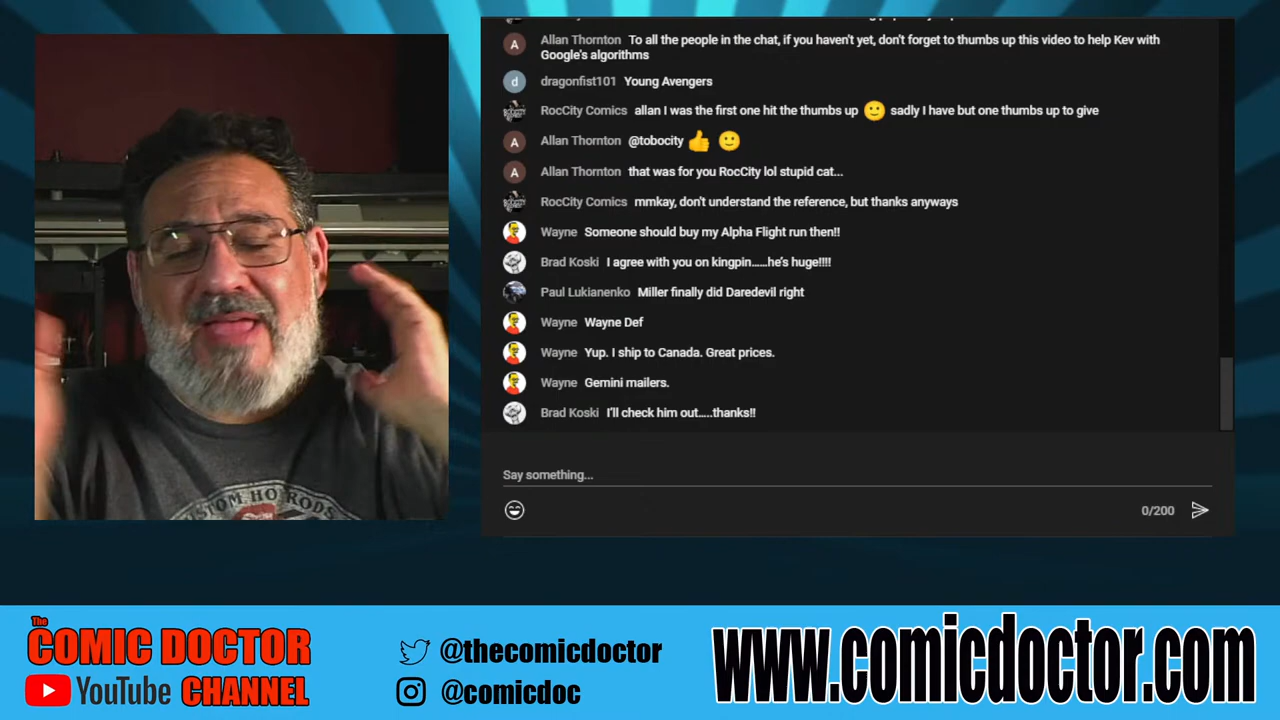 Allan Thornton To all the people in the chat, if you haven't yet, don't forget to thumbs up this video to help Kev with
Google's algorithms
d dragonfist101 Young Avengers
RocCity Comics allan I was the first one hit the thumbs up 🙂 sadly I have but one thumbs up to give
A Allan Thornton @tobocity 👍 🙂
A Allan Thornton that was for you RocCity lol stupid cat...
RocCity Comics mmkay, don't understand the reference, but thanks anyways
Wayne Someone should buy my Alpha Flight run then!!
Brad Koski I agree with you on kingpin......he's huge!!!!
Paul Lukianenko Miller finally did Daredevil right
Wayne Wayne Def
Wayne Yup. I ship to Canada. Great prices.
Wayne Gemini mailers.
Brad Koski I'll check him out.....thanks!!
Say something...
0/200
The
COMIC DOCTOR
YouTube CHANNEL
@thecomicdoctor
@comicdoc
www.comicdoctor.com